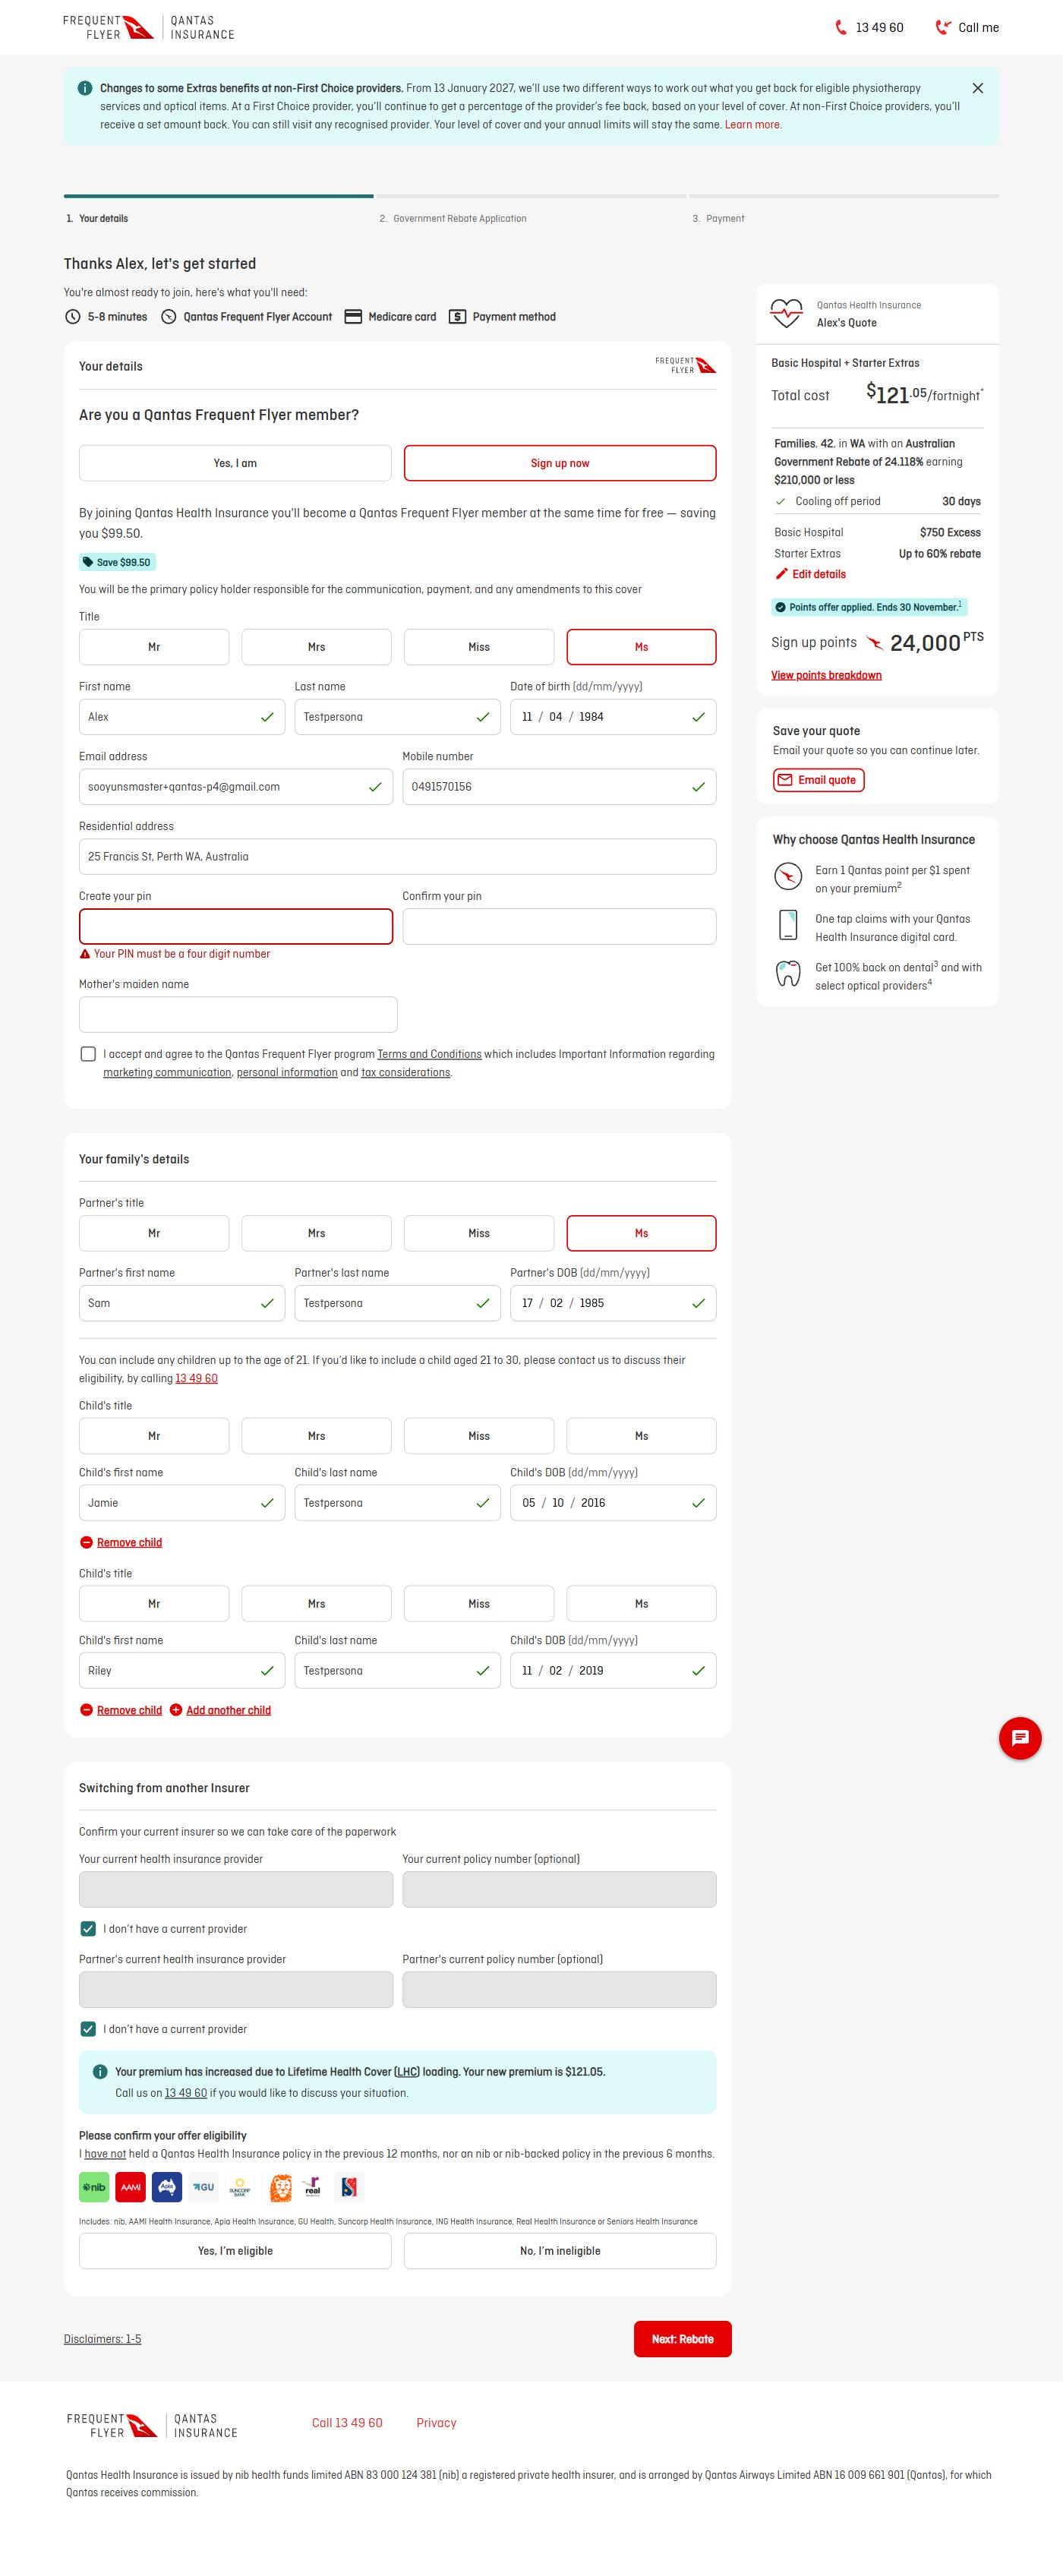 FREQUENT FLYER | QANTAS INSURANCE
13 49 60
Call me
Changes to some Extras benefits at non-First Choice providers. From 13 January 2027, we'll use two different ways to work out what you get back for eligible physiotherapy
services and optical items. At a First Choice provider, you'll continue to get a percentage of the provider's fee back, based on your level of cover. At non-First Choice providers, you'll
receive a set amount back. You can still visit any recognised provider. Your level of cover and your annual limits will stay the same. Learn more.
1. Your details
2. Government Rebate Application
3. Payment
Thanks Alex, let's get started
You're almost ready to join, here's what you'll need:
5-8 minutes
Qantas Frequent Flyer Account
Medicare card
Payment method
Your details
FREQUENT FLYER
Are you a Qantas Frequent Flyer member?
Yes, I am
Sign up now
By joining Qantas Health Insurance you'll become a Qantas Frequent Flyer member at the same time for free — saving
you $99.50.
Save $99.50
You will be the primary policy holder responsible for the communication, payment, and any amendments to this cover
Title
Mr
Mrs
Miss
Ms
First name
Last name
Date of birth (dd/mm/yyyy)
Alex
Testpersona
11 / 04 / 1984
Email address
Mobile number
sooyunsmaster+qantas-p4@gmail.com
0491570156
Residential address
25 Francis St, Perth WA, Australia
Create your pin
Confirm your pin
Your PIN must be a four digit number
Mother's maiden name
I accept and agree to the Qantas Frequent Flyer program Terms and Conditions which includes Important Information regarding
marketing communication, personal information and tax considerations.
Your family's details
Partner's title
Mr
Mrs
Miss
Ms
Partner's first name
Partner's last name
Partner's DOB (dd/mm/yyyy)
Sam
Testpersona
17 / 02 / 1985
You can include any children up to the age of 21. If you'd like to include a child aged 21 to 30, please contact us to discuss their
eligibility, by calling 13 49 60
Child's title
Mr
Mrs
Miss
Ms
Child's first name
Child's last name
Child's DOB (dd/mm/yyyy)
Jamie
Testpersona
05 / 10 / 2016
Remove child
Child's title
Mr
Mrs
Miss
Ms
Child's first name
Child's last name
Child's DOB (dd/mm/yyyy)
Riley
Testpersona
11 / 02 / 2019
Remove child
Add another child
Switching from another Insurer
Confirm your current insurer so we can take care of the paperwork
Your current health insurance provider
Your current policy number (optional)
I don't have a current provider
Partner's current health insurance provider
Partner's current policy number (optional)
I don't have a current provider
Your premium has increased due to Lifetime Health Cover (LHC) loading. Your new premium is $121.05.
Call us on 13 49 60 if you would like to discuss your situation.
Please confirm your offer eligibility
I have not held a Qantas Health Insurance policy in the previous 12 months, nor an nib or nib-backed policy in the previous 6 months.
nib
AAMI
Apia
GU
SUNCORP BANK
real
Includes: nib, AAMI Health Insurance, Apia Health Insurance, GU Health, Suncorp Health Insurance, ING Health Insurance, Real Health Insurance or Seniors Health Insurance
Yes, I'm eligible
No, I'm ineligible
Disclaimers: 1-5
Next: Rebate
Qantas Health Insurance
Alex's Quote
Basic Hospital + Starter Extras
Total cost
$121.05/fortnight*
Families, 42, in WA with an Australian
Government Rebate of 24.118% earning
$210,000 or less
Cooling off period
30 days
Basic Hospital
$750 Excess
Starter Extras
Up to 60% rebate
Edit details
Points offer applied. Ends 30 November.1
Sign up points
24,000 PTS
View points breakdown
Save your quote
Email your quote so you can continue later.
Email quote
Why choose Qantas Health Insurance
Earn 1 Qantas point per $1 spent
on your premium2
One tap claims with your Qantas
Health Insurance digital card.
Get 100% back on dental3 and with
select optical providers4
FREQUENT FLYER | QANTAS INSURANCE
Call 13 49 60
Privacy
Qantas Health Insurance is issued by nib health funds limited ABN 83 000 124 381 (nib) a registered private health insurer, and is arranged by Qantas Airways Limited ABN 16 009 661 901 (Qantas), for which
Qantas receives commission.